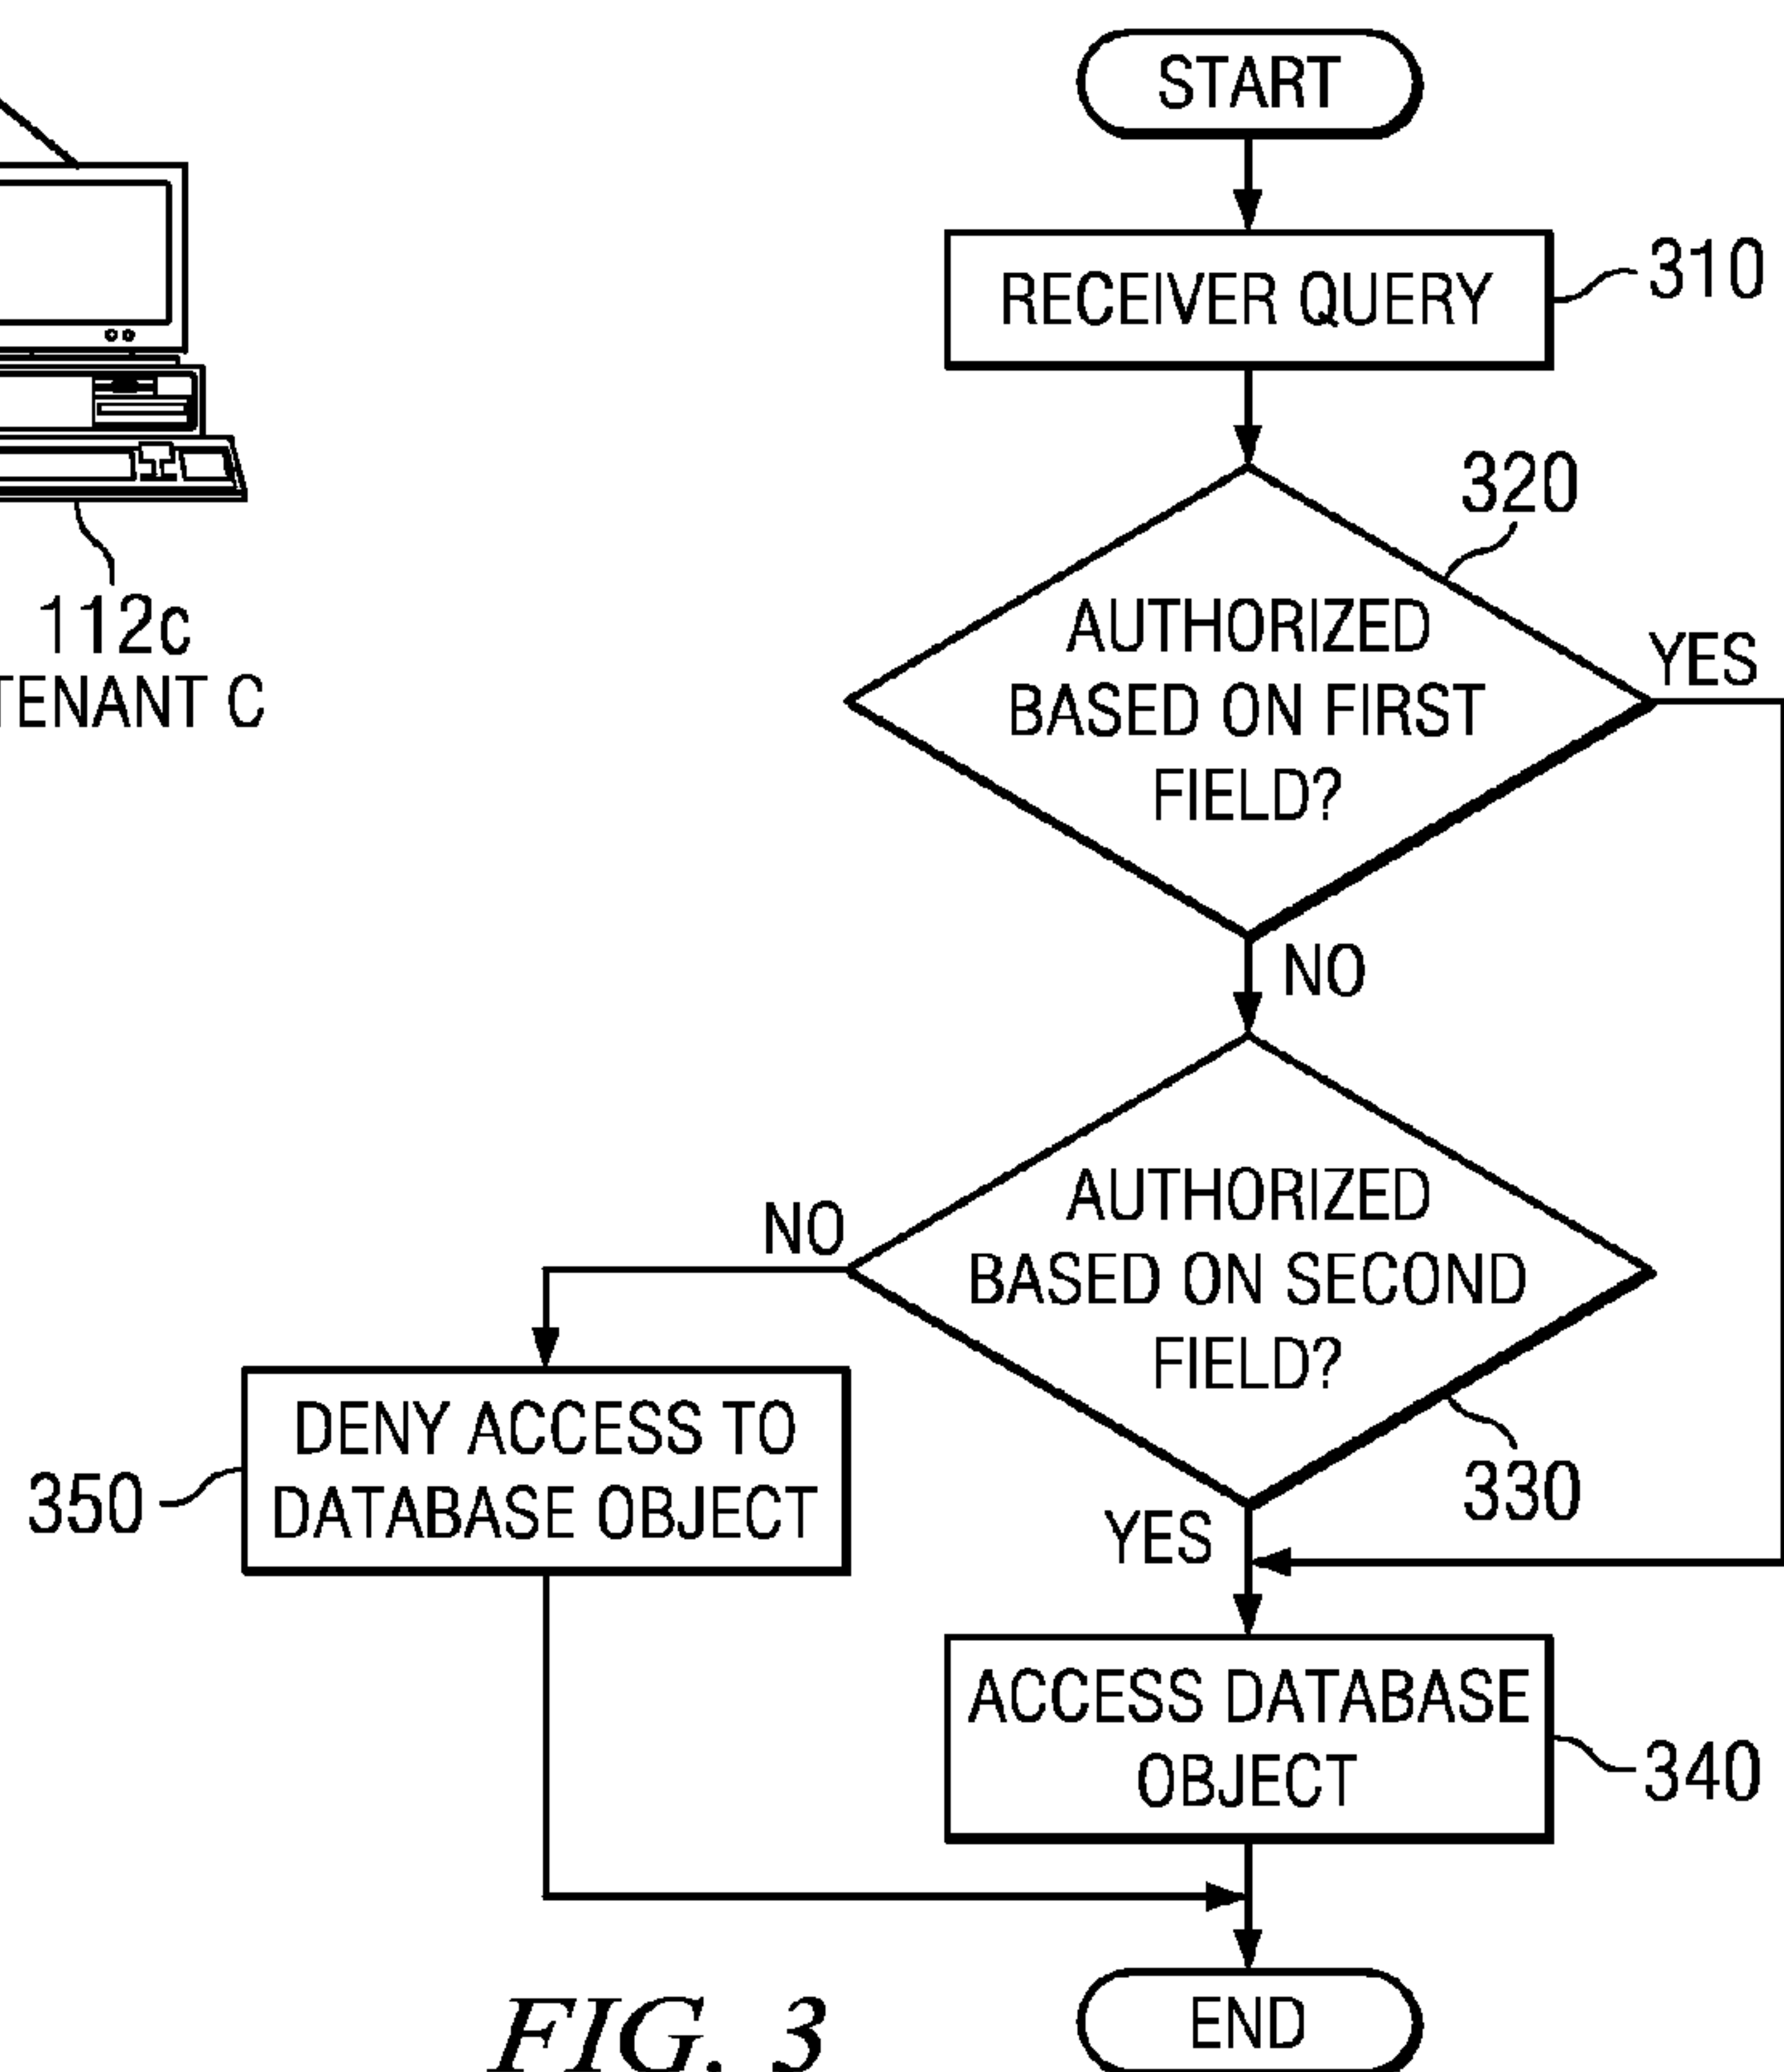 START
RECEIVER QUERY
310
320
AUTHORIZED
BASED ON FIRST
FIELD?
YES
NO
AUTHORIZED
BASED ON SECOND
FIELD?
NO
330
YES
DENY ACCESS TO
DATABASE OBJECT
350
ACCESS DATABASE
OBJECT
340
END
FIG. 3
112c
TENANT C